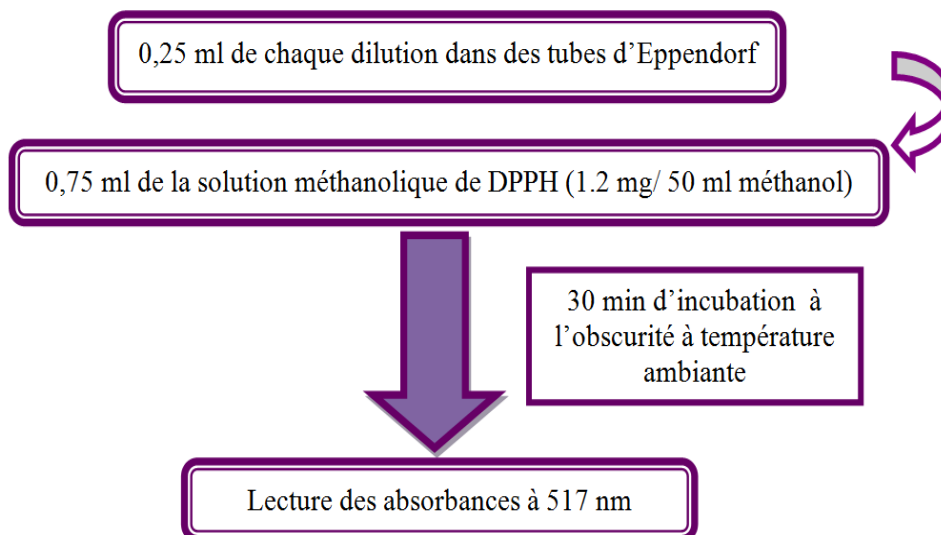 0,25 ml de chaque dilution dans des tubes d’Eppendorf
0,75 ml de la solution méthanolique de DPPH (1.2 mg/ 50 ml méthanol)
30 min d’incubation à
l’obscurité à température
ambiante
Lecture des absorbances à 517 nm